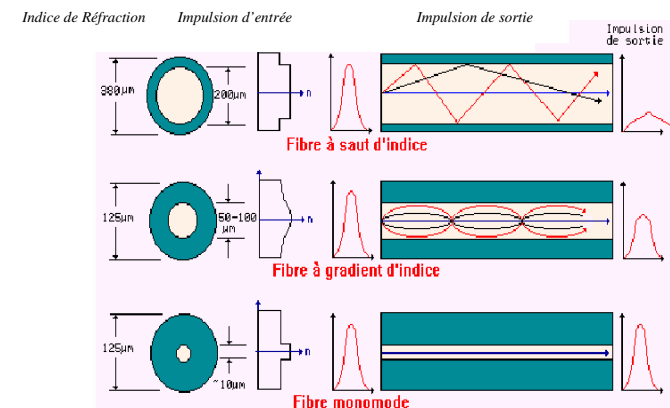 Indice de Réfraction Impulsion d'entrée Impulsion de sortie
Impulsion
de sortie
380µm
200µm
n
Fibre à saut d'indice
125µm
50-100
µm
n
Fibre à gradient d'indice
125µm
~10µm
n
Fibre monomode